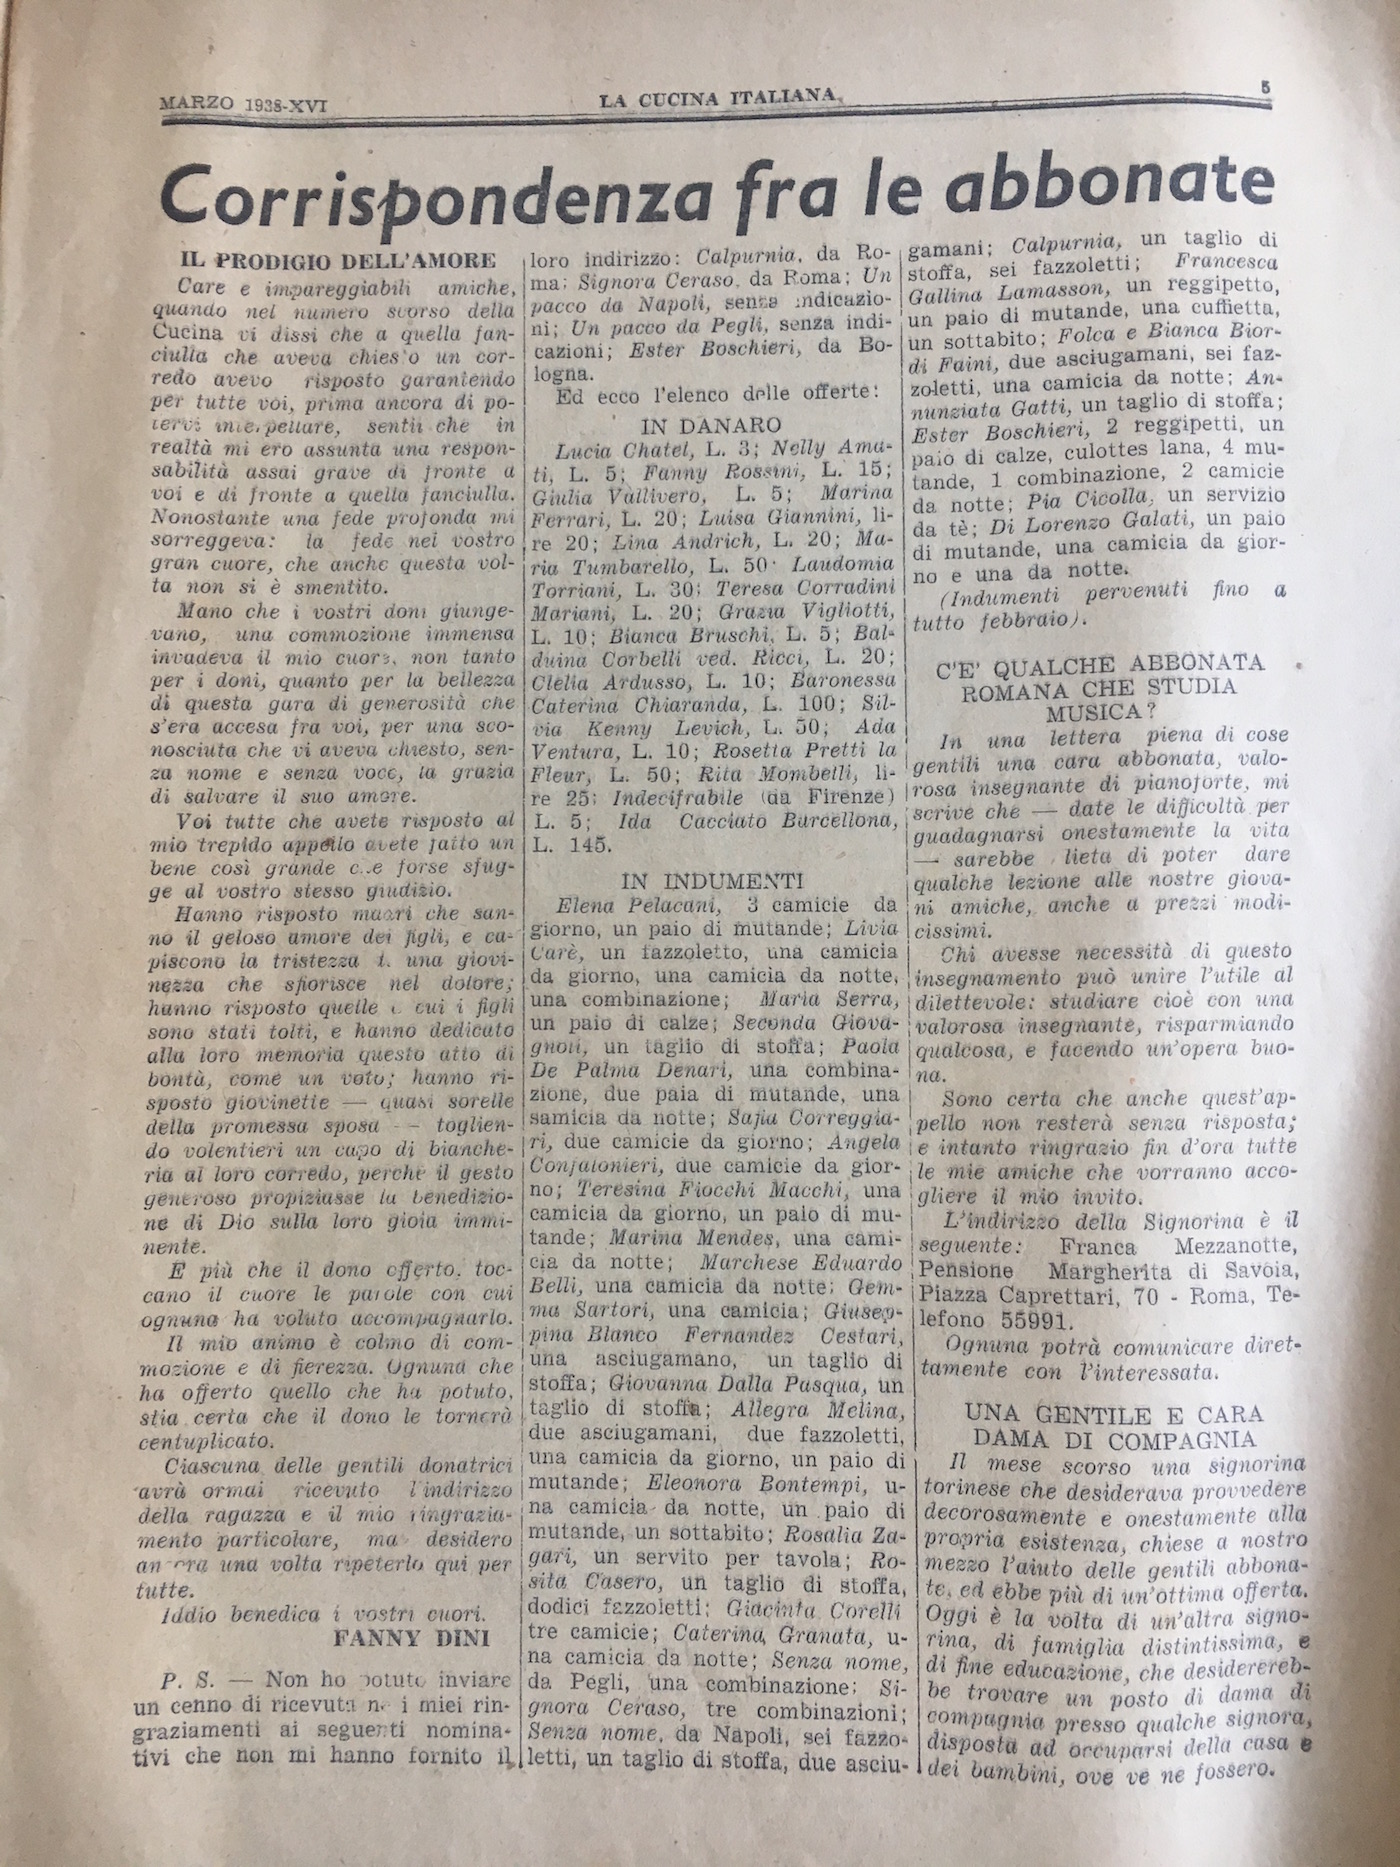 MARZO 1938-XVI
LA CUCINA ITALIANA
5
Corrispondenza fra le abbonate
IL PRODIGIO DELL'AMORE
Care e impareggiabili amiche,
quando nel numero scorso della
Cucina vi dissi che a quella fan-
ciulla che aveva chies'o un cor-
redo avevo risposto garantendo
per tutte voi, prima ancora di po-
tervi inte.pellare, sentii che in
realtà mi ero assunta una respon-
sabilità assai grave di fronte a
voi e di fronte a quella fanciulla.
Nonostante una fede profonda mi
sorreggeva: la fede nel vostro
gran cuore, che anche questa vol-
ta non si è smentito.
Mano che i vostri doni giunge-
vano, una commozione immensa
invadeva il mio cuore, non tanto
per i doni, quanto per la bellezza
di questa gara di generosità che
s'era accesa fra voi, per una sco-
nosciuta che vi aveva chiesto, sen-
za nome e senza voce, la grazia
di salvare il suo amore.
Voi tutte che avete risposto al
mio trepido appello avete fatto un
bene così grande c..e forse sfug-
ge al vostro stesso giudizio.
Hanno risposto madri che san-
no il geloso amore dei figli, e ca-
piscono la tristezza di una giovi-
nezza che sfiorisce nel dolore;
hanno risposto quelle a cui i figli
sono stati tolti, e hanno dedicato
alla loro memoria questo atto di
bontà, come un voto; hanno ri-
sposto giovinette — quasi sorelle
della promessa sposa — toglien-
do volentieri un capo di bianche-
ria al loro corredo, perchè il gesto
generoso propiziasse la benedizio-
ne di Dio sulla loro gioia immi-
nente.
E più che il dono offerto, toc-
cano il cuore le parole con cui
ognuna ha voluto accompagnarlo.
Il mio animo è colmo di com-
mozione e di fierezza. Ognuna che
ha offerto quello che ha potuto,
stia certa che il dono le tornerà
centuplicato.
Ciascuna delle gentili donatrici
avrà ormai ricevuto l'indirizzo
della ragazza e il mio ringrazia-
mento particolare, ma desidero
ancora una volta ripeterlo qui per
tutte.
Iddio benedica i vostri cuori.
FANNY DINI
P. S. — Non ho potuto inviare
un cenno di ricevuta nè i miei rin-
graziamenti ai seguenti nomina-
tivi che non mi hanno fornito il
loro indirizzo: Calpurnia, da Ro-
ma; Signora Ceraso, da Roma; Un
pacco da Napoli, senza indicazio-
ni; Un pacco da Pegli, senza indi-
cazioni; Ester Boschieri, da Bo-
logna.
Ed ecco l'elenco delle offerte:
IN DANARO
Lucia Chatel, L. 3; Nelly Ama-
ti, L. 5; Fanny Rossini, L. 15;
Giulia Vallivero, L. 5; Marina
Ferrari, L. 20; Luisa Giannini, li-
re 20; Lina Andrich, L. 20; Ma-
ria Tumbarello, L. 50; Laudomia
Torriani, L. 30; Teresa Corradini
Mariani, L. 20; Grazia Vigliotti,
L. 10; Bianca Bruschi, L. 5; Bal-
duina Corbelli ved. Ricci, L. 20;
Clelia Ardusso, L. 10; Baronessa
Caterina Chiaranda, L. 100; Sil-
via Kenny Levich, L. 50; Ada
Ventura, L. 10; Rosetta Pretti la
Fleur, L. 50; Rita Mombelli, li-
re 25; Indecifrabile (da Firenze)
L. 5; Ida Cacciato Barcellona,
L. 145.
IN INDUMENTI
Elena Pelacani, 3 camicie da
giorno, un paio di mutande; Livia
Carè, un fazzoletto, una camicia
da giorno, una camicia da notte,
una combinazione; Maria Serra,
un paio di calze; Seconda Giova-
gnoli, un taglio di stoffa; Paola
De Palma Denari, una combina-
zione, due paia di mutande, una
samicia da notte; Safia Correggia-
ri, due camicie da giorno; Angela
Confalonieri, due camicie da gior-
no; Teresina Fiocchi Macchi, una
camicia da giorno, un paio di mu-
tande; Marina Mendes, una cami-
cia da notte; Marchese Eduardo
Belli, una camicia da notte; Gem-
ma Sartori, una camicia; Giusep-
pina Blanco Fernandez Cestari,
una asciugamano, un taglio di
stoffa; Giovanna Dalla Pasqua, un
taglio di stoffa; Allegra Melina,
due asciugamani, due fazzoletti,
una camicia da giorno, un paio di
mutande; Eleonora Bontempi, u-
na camicia da notte, un paio di
mutande, un sottabito; Rosalia Za-
gari, un servito per tavola; Ro-
sita Casero, un taglio di stoffa,
dodici fazzoletti; Giacinta Corelli
tre camicie; Caterina Granata, u-
na camicia da notte; Senza nome,
da Pegli, una combinazione; Si-
gnora Ceraso, tre combinazioni;
Senza nome, da Napoli, sei fazzo-
letti, un taglio di stoffa, due asciu-
gamani; Calpurnia, un taglio di
stoffa, sei fazzoletti; Francesca
Gallina Lamasson, un reggipetto,
un paio di mutande, una cuffietta,
un sottabito; Folca e Bianca Bior-
di Faini, due asciugamani, sei faz-
zoletti, una camicia da notte; An-
nunziata Gatti, un taglio di stoffa;
Ester Boschieri, 2 reggipetti, un
paio di calze, culottes lana, 4 mu-
tande, 1 combinazione, 2 camicie
da notte; Pia Cicolla, un servizio
da tè; Di Lorenzo Galati, un paio
di mutande, una camicia da gior-
no e una da notte.
(Indumenti pervenuti fino a
tutto febbraio).
C'E' QUALCHE ABBONATA
ROMANA CHE STUDIA
MUSICA?
In una lettera piena di cose
gentili una cara abbonata, valo-
rosa insegnante di pianoforte, mi
scrive che — date le difficoltà per
guadagnarsi onestamente la vita
— sarebbe lieta di poter dare
qualche lezione alle nostre giova-
ni amiche, anche a prezzi modi-
cissimi.
Chi avesse necessità di questo
insegnamento può unire l'utile al
dilettevole: studiare cioè con una
valorosa insegnante, risparmiando
qualcosa, e facendo un'opera buo-
na.
Sono certa che anche quest'ap-
pello non resterà senza risposta;
e intanto ringrazio fin d'ora tutte
le mie amiche che vorranno acco-
gliere il mio invito.
L'indirizzo della Signorina è il
seguente: Franca Mezzanotte,
Pensione Margherita di Savoia,
Piazza Caprettari, 70 - Roma, Te-
lefono 55991.
Ognuna potrà comunicare diret-
tamente con l'interessata.
UNA GENTILE E CARA
DAMA DI COMPAGNIA
Il mese scorso una signorina
torinese che desiderava provvedere
decorosamente e onestamente alla
propria esistenza, chiese a nostro
mezzo l'aiuto delle gentili abbona-
te, ed ebbe più di un'ottima offerta.
Oggi è la volta di un'altra signo-
rina, di famiglia distintissima, e
di fine educazione, che desiderereb-
be trovare un posto di dama di
compagnia presso qualche signora,
disposta ad occuparsi della casa e
dei bambini, ove ve ne fossero.